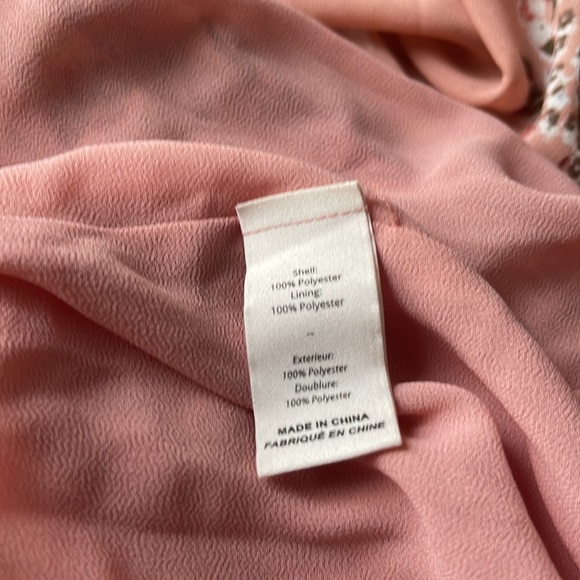 Shell:
100% Polyester
Lining:
100% Polyester
--
Exterieur:
100% Polyester
Doublure:
100% Polyester
MADE IN CHINA
FABRIQUÉ EN CHINE